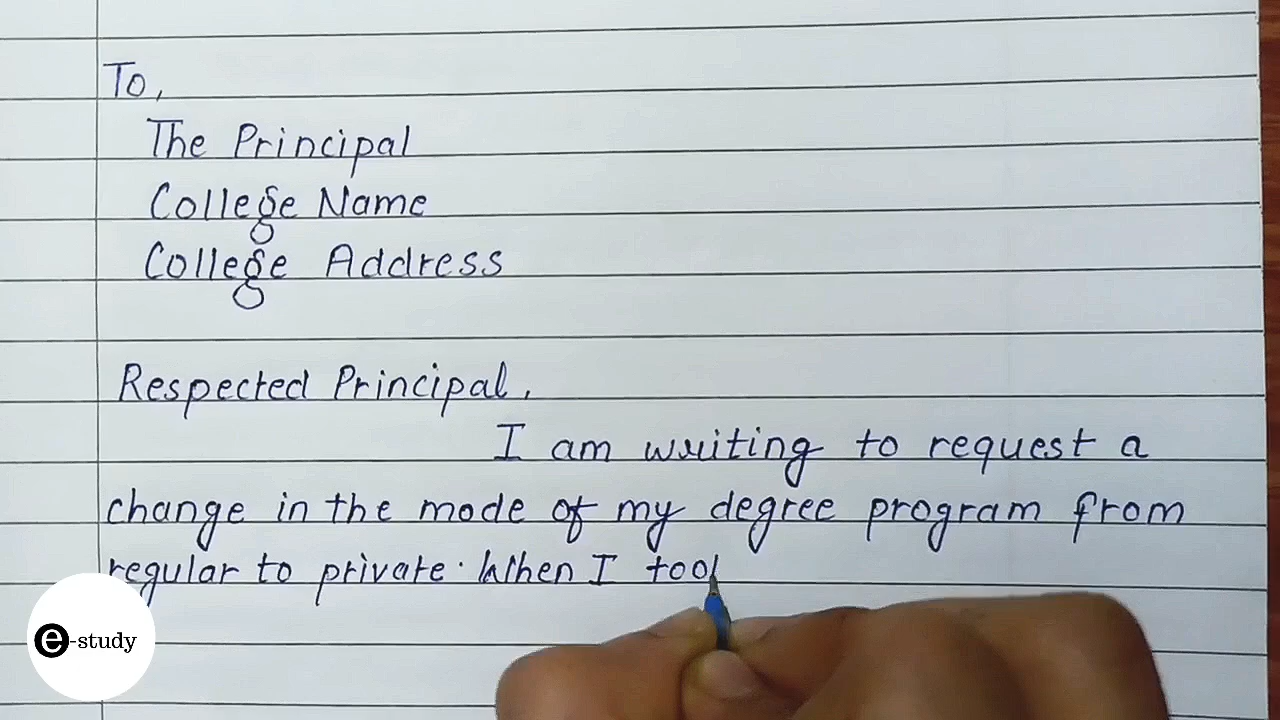 To,
The Principal
College Name
College Address
Respected Principal,
I am writing to request a
change in the mode of my degree program from
regular to private. When I tool
e-study